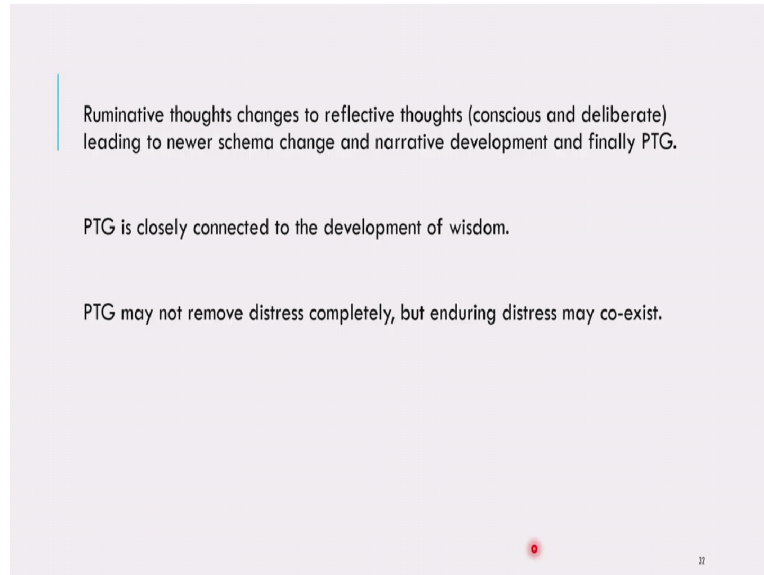 Ruminative thoughts changes to reflective thoughts (conscious and deliberate)
leading to newer schema change and narrative development and finally PTG.
PTG is closely connected to the development of wisdom.
PTG may not remove distress completely, but enduring distress may co-exist.
22